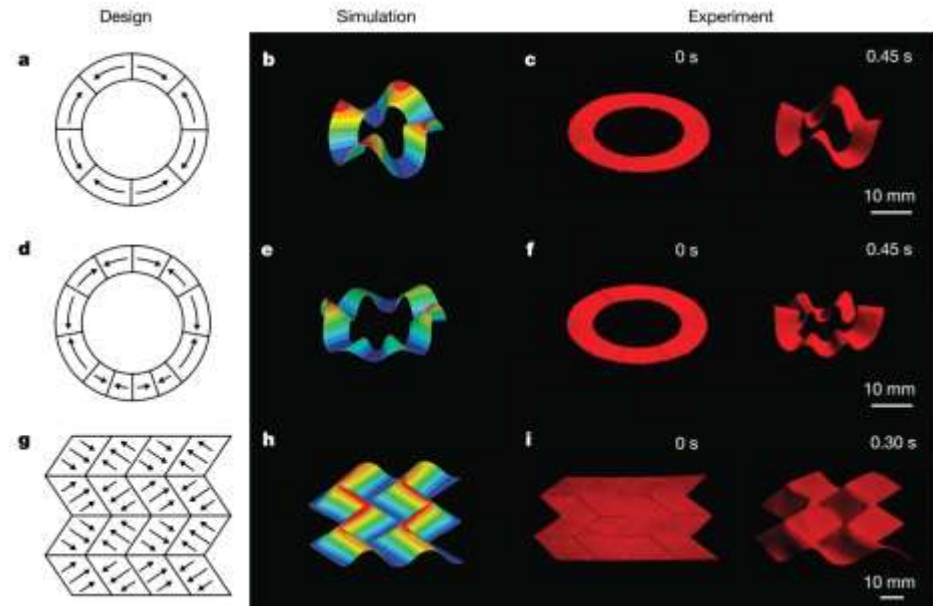 Design Simulation Experiment
a b c 0 s 0.45 s
10 mm
d e f 0 s 0.45 s
10 mm
g h i 0 s 0.30 s
10 mm